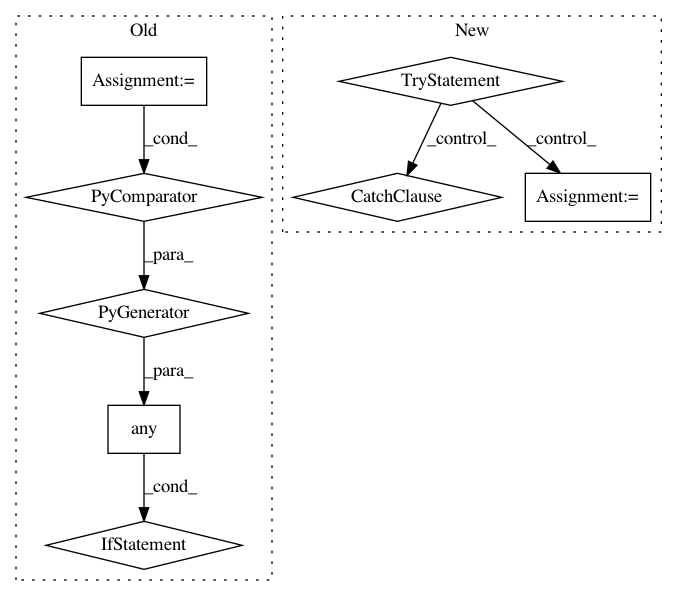 Old
New
Assignment:=
TryStatement
_cond_
_control_
_control_
PyComparator
CatchClause
Assignment:=
_para_
PyGenerator
_para_
any
_cond_
IfStatement